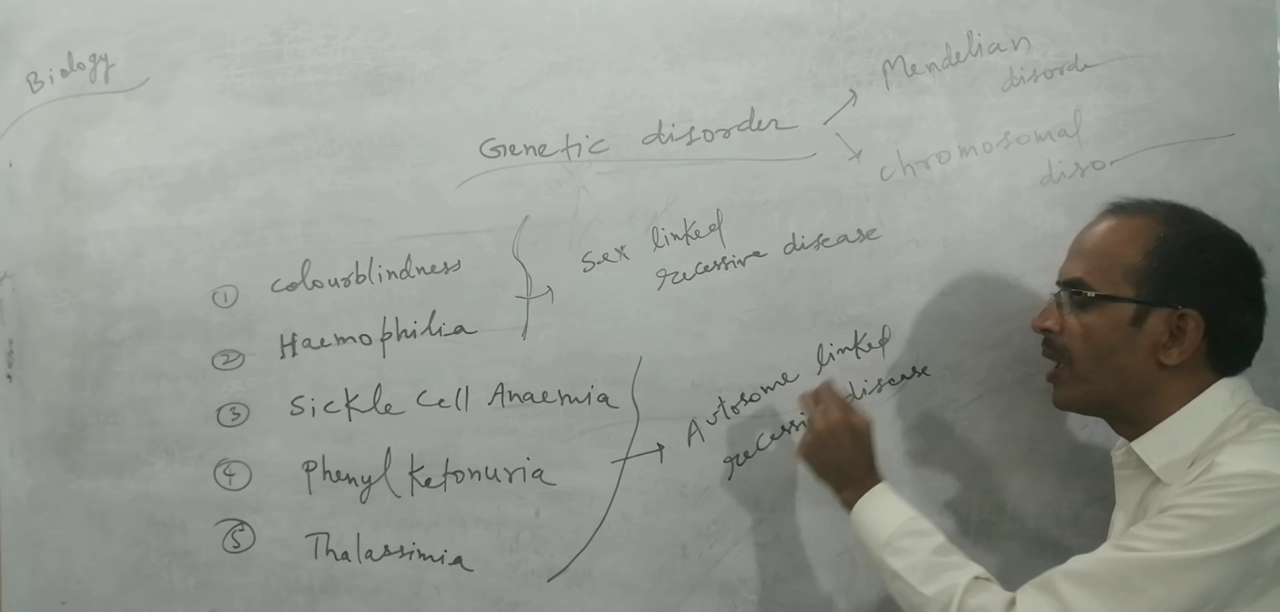 Biology
Genetic disorder
Mendelian
disorde
chromosomal
diso
① colourblindness
② Haemophilia
sex linked
recessive disease
③ Sickle Cell Anaemia
④ Phenyl ketonuria
⑤ Thalassimia
Autosome linked
recessi disease